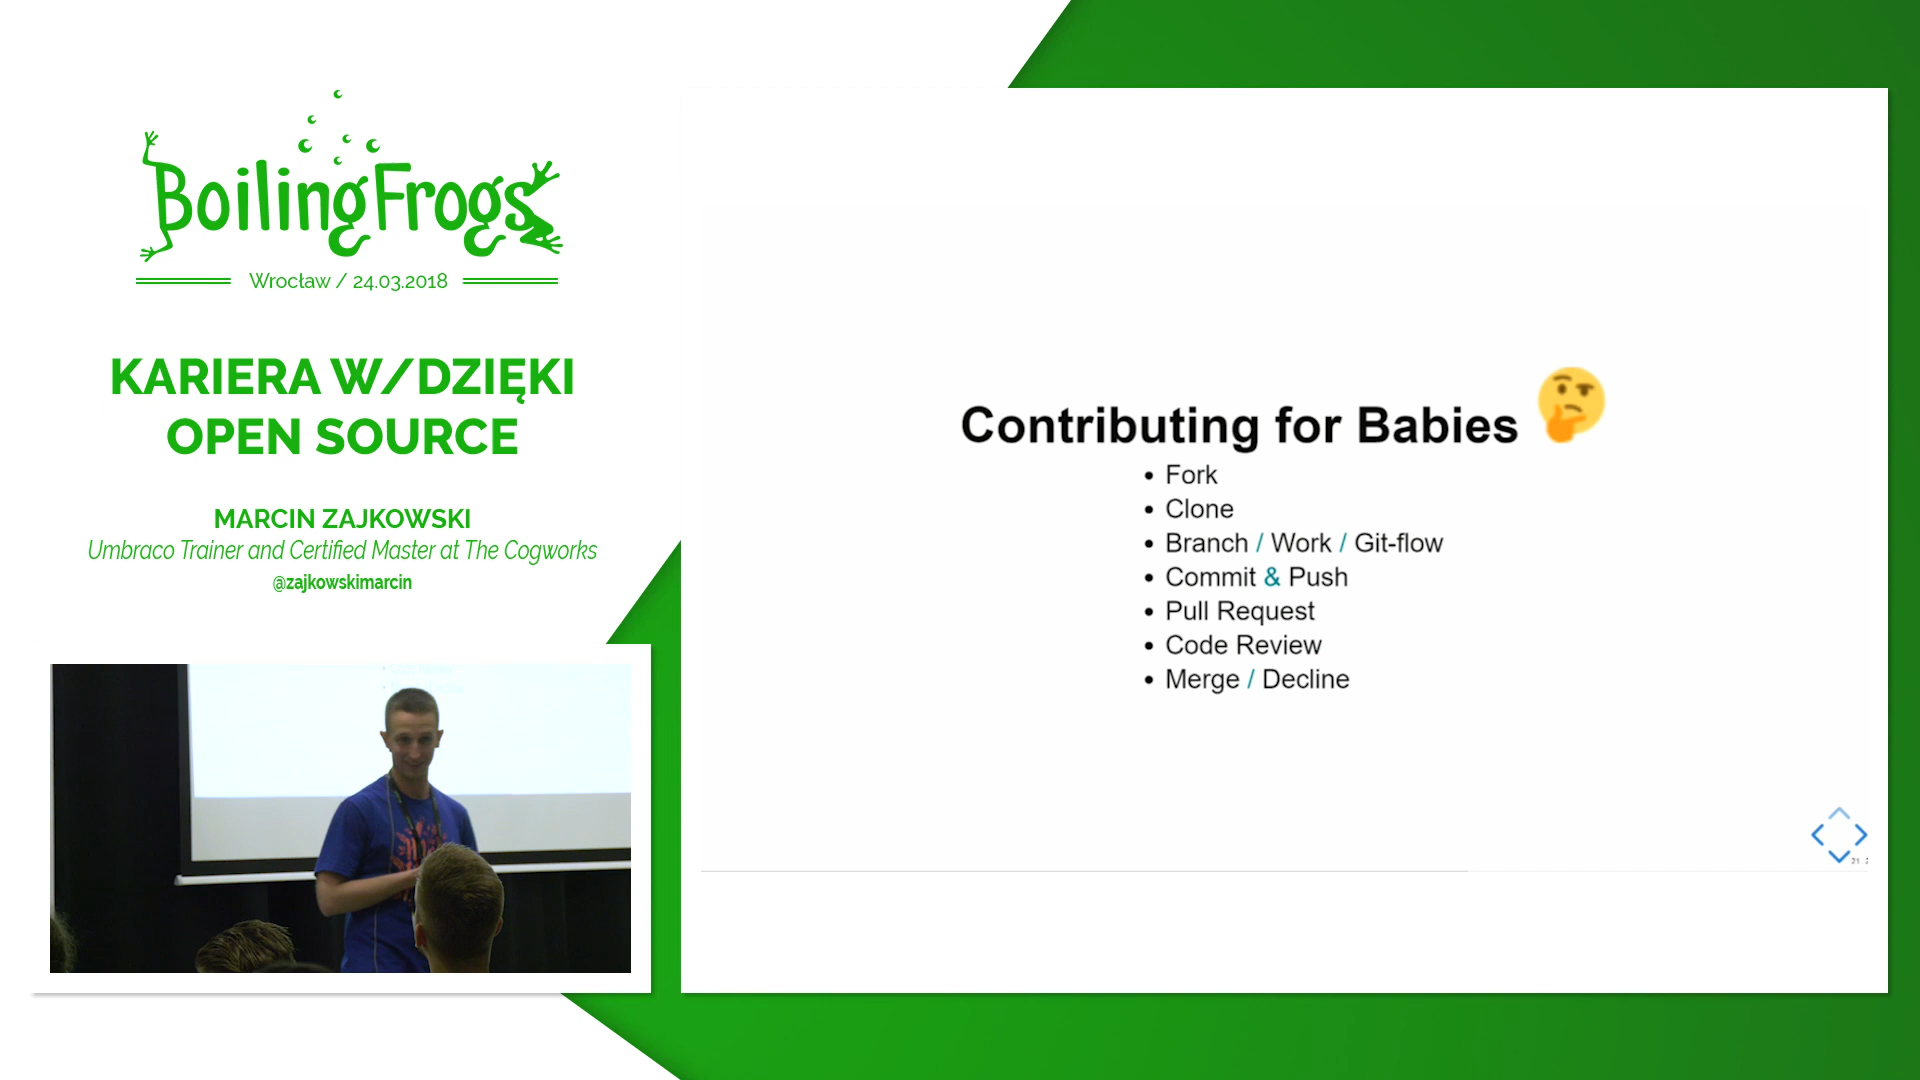 BoilingFrogs
Wrocław / 24.03.2018
KARIERA W/DZIĘKI
OPEN SOURCE
MARCIN ZAJKOWSKI
Umbraco Trainer and Certified Master at The Cogworks
@zajkowskimarcin
Contributing for Babies
Fork
Clone
Branch / Work / Git-flow
Commit & Push
Pull Request
Code Review
Merge / Decline
21